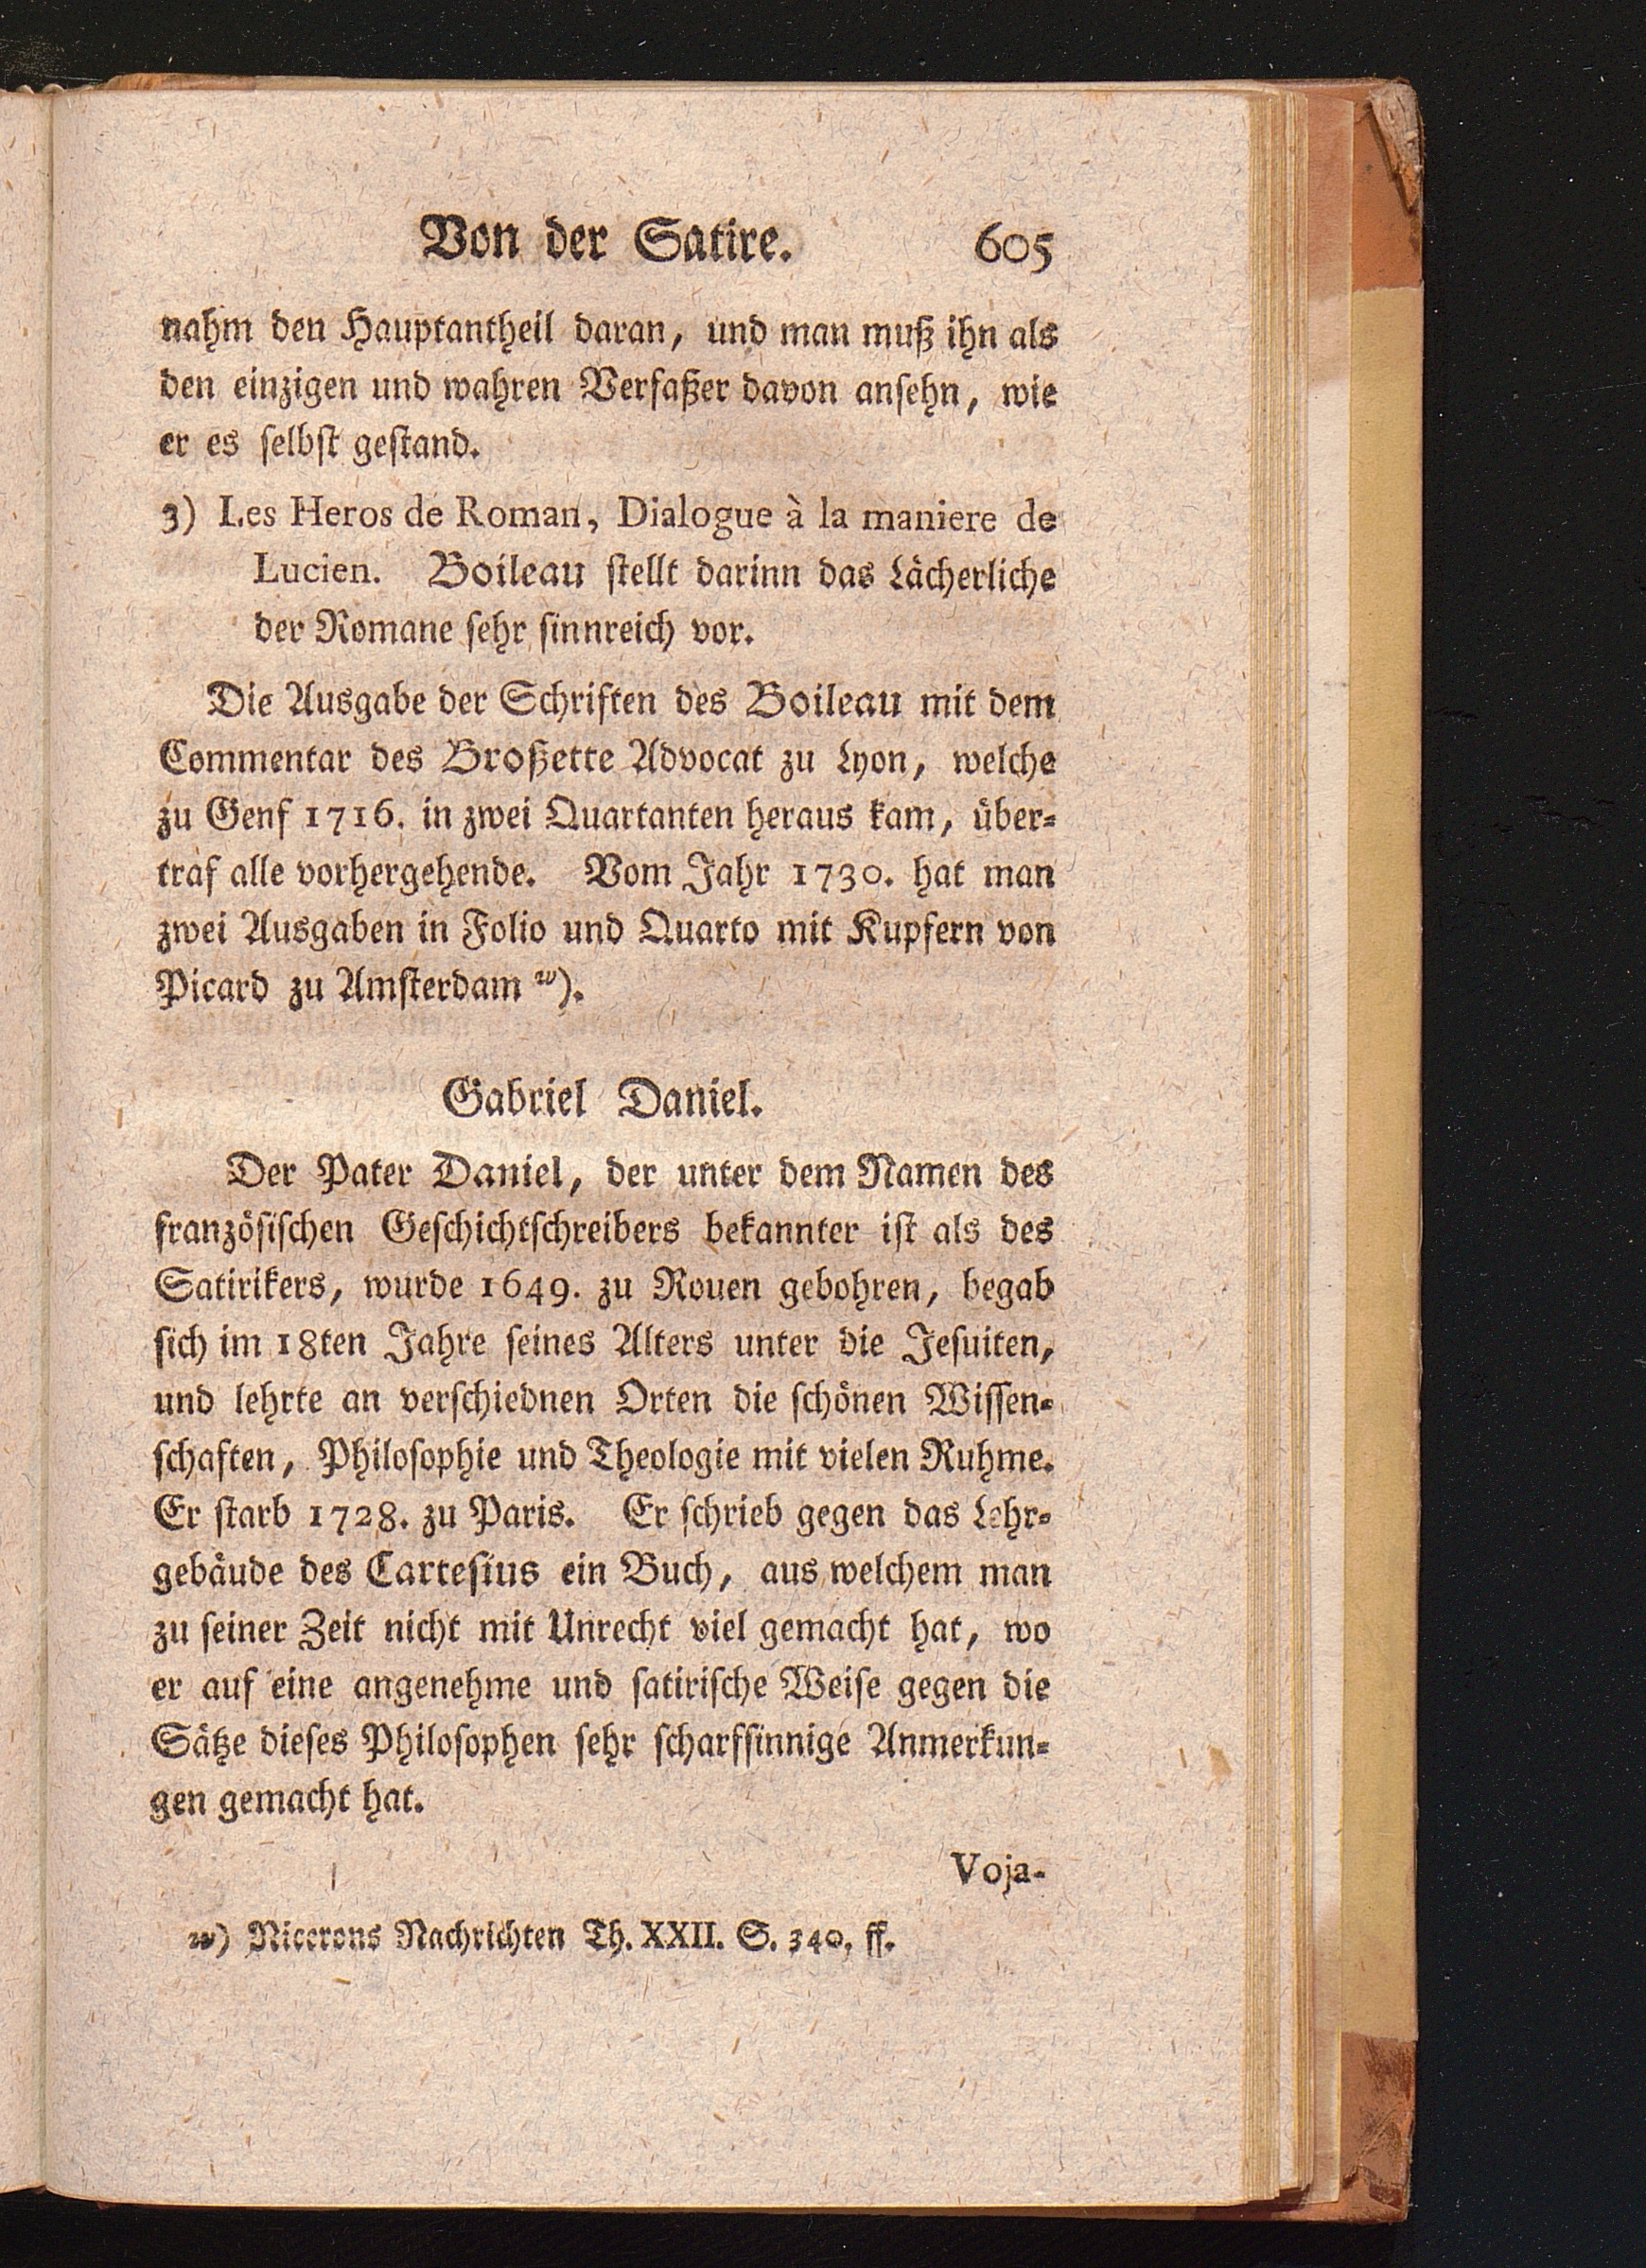 Von der Satire. 605
nahm den Hauptantheil daran, und man muß ihn als
den einzigen und wahren Verfaßer davon ansehn, wie
er es selbst gestand.
3) Les Heros de Roman, Dialogue à la maniere de
Lucien. Boileau stellt darinn das Lächerliche
der Romane sehr sinnreich vor.
Die Ausgabe der Schriften des Boileau mit dem
Commentar des Broßette Advocat zu Lyon, welche
zu Genf 1716. in zwei Quartanten heraus kam, über-
traf alle vorhergehende. Vom Jahr 1730. hat man
zwei Ausgaben in Folio und Quarto mit Kupfern von
Picard zu Amsterdam w).
Gabriel Daniel.
Der Pater Daniel, der unter dem Namen des
französischen Geschichtschreibers bekannter ist als des
Satirikers, wurde 1649. zu Rouen gebohren, begab
sich im 18ten Jahre seines Alters unter die Jesuiten,
und lehrte an verschiednen Orten die schönen Wissen-
schaften, Philosophie und Theologie mit vielen Ruhme.
Er starb 1728. zu Paris. Er schrieb gegen das Lehr-
gebäude des Cartesius ein Buch, aus welchem man
zu seiner Zeit nicht mit Unrecht viel gemacht hat, wo
er auf eine angenehme und satirische Weise gegen die
Sätze dieses Philosophen sehr scharfsinnige Anmerkun-
gen gemacht hat.
Voja-
w) Nicerons Nachrichten Th. XXII. S. 340. ff.